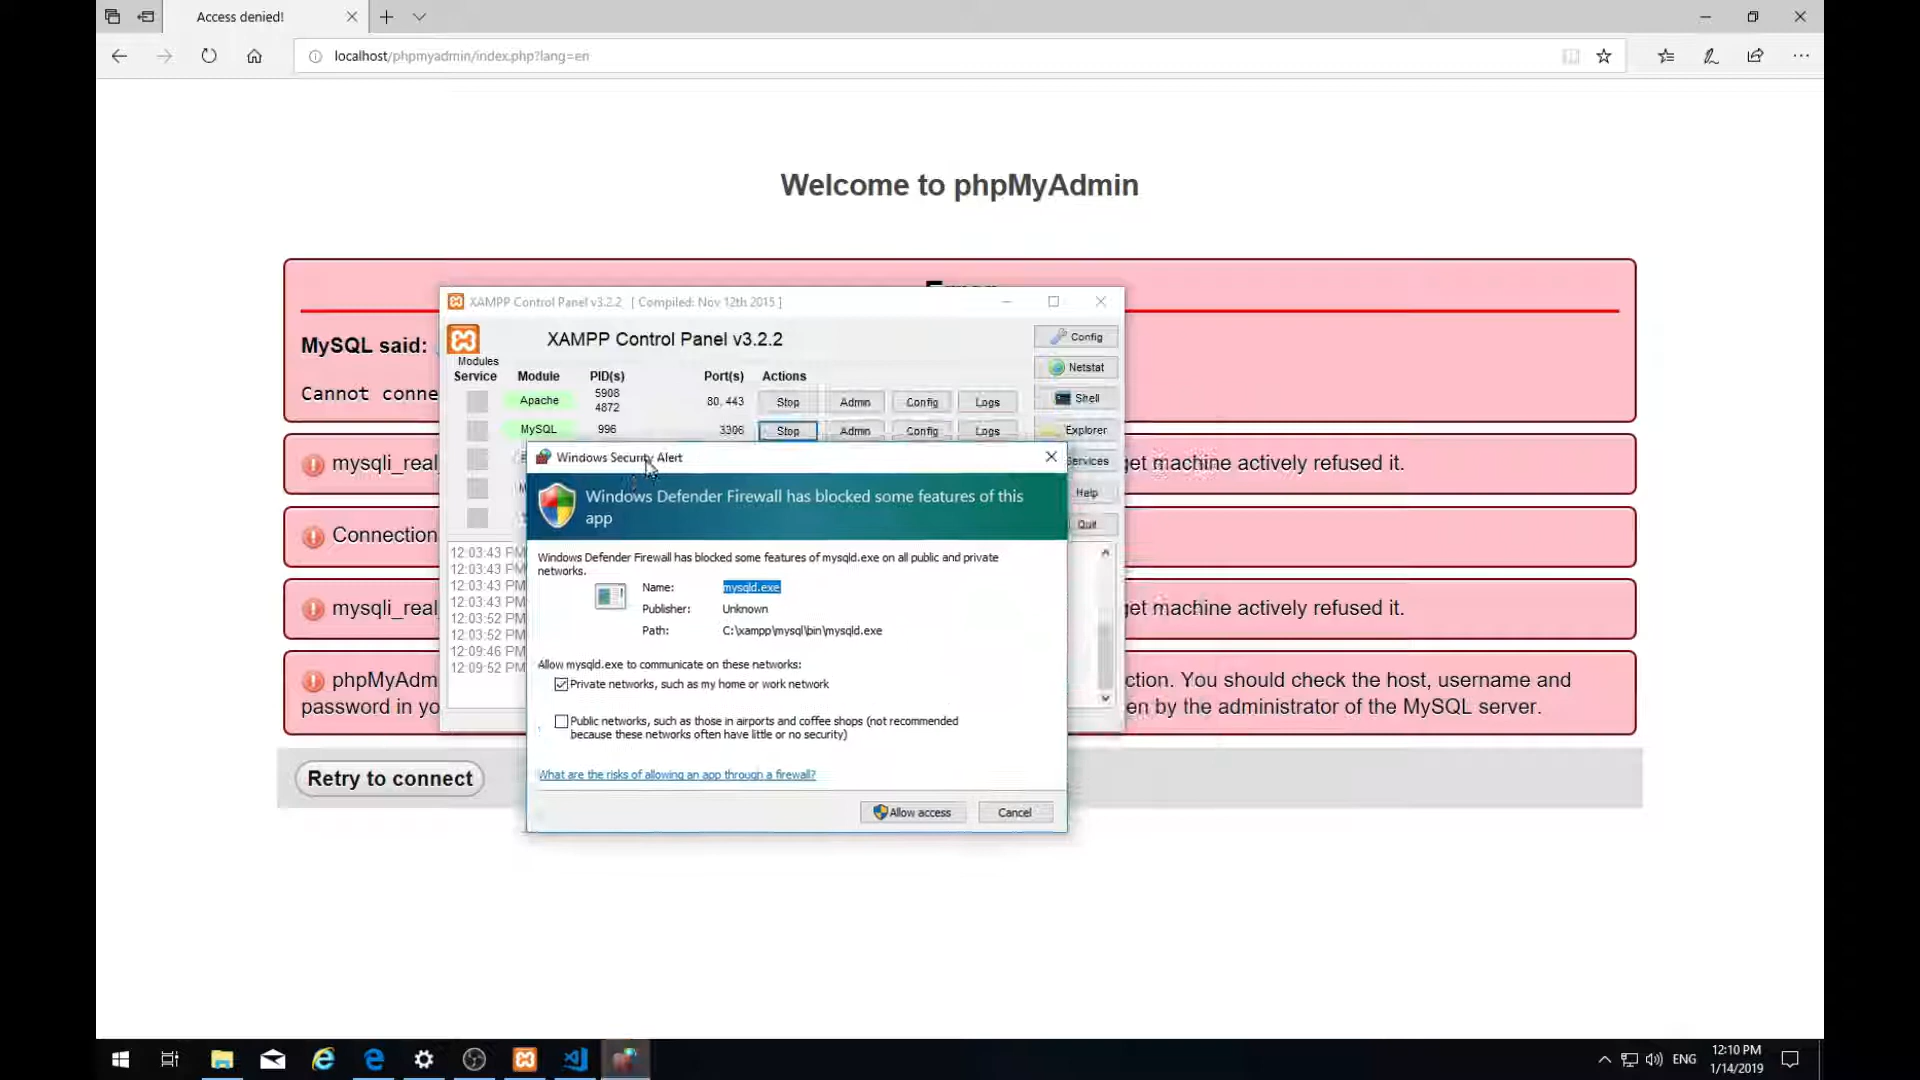 Access denied!
localhost/phpmyadmin/index.php?lang=en
Welcome to phpMyAdmin
MySQL said:
Cannot conne
mysqli_real
get machine actively refused it.
Connection
mysqli_real
get machine actively refused it.
phpMyAdm
ction. You should check the host, username and
password in yo
en by the administrator of the MySQL server.
Retry to connect
XAMPP Control Panel v3.2.2 [ Compiled: Nov 12th 2015 ]
XAMPP Control Panel v3.2.2
Config
Modules
Service Module PID(s) Port(s) Actions
Netstat
Apache 5908 80, 443 Stop Admin Config Logs
4872
Shell
MySQL 996 3306 Stop Admin Config Logs
Explorer
Services
Help
Quit
12:03:43 PM
12:03:43 PM
12:03:43 PM
12:03:43 PM
12:03:52 PM
12:03:52 PM
12:09:46 PM
12:09:52 PM
Windows Security Alert
Windows Defender Firewall has blocked some features of this
app
Windows Defender Firewall has blocked some features of mysqld.exe on all public and private
networks.
Name: mysqld.exe
Publisher: Unknown
Path: C:\xampp\mysql\bin\mysqld.exe
Allow mysqld.exe to communicate on these networks:
Private networks, such as my home or work network
Public networks, such as those in airports and coffee shops (not recommended
because these networks often have little or no security)
What are the risks of allowing an app through a firewall?
Allow access Cancel
ENG
12:10 PM
1/14/2019